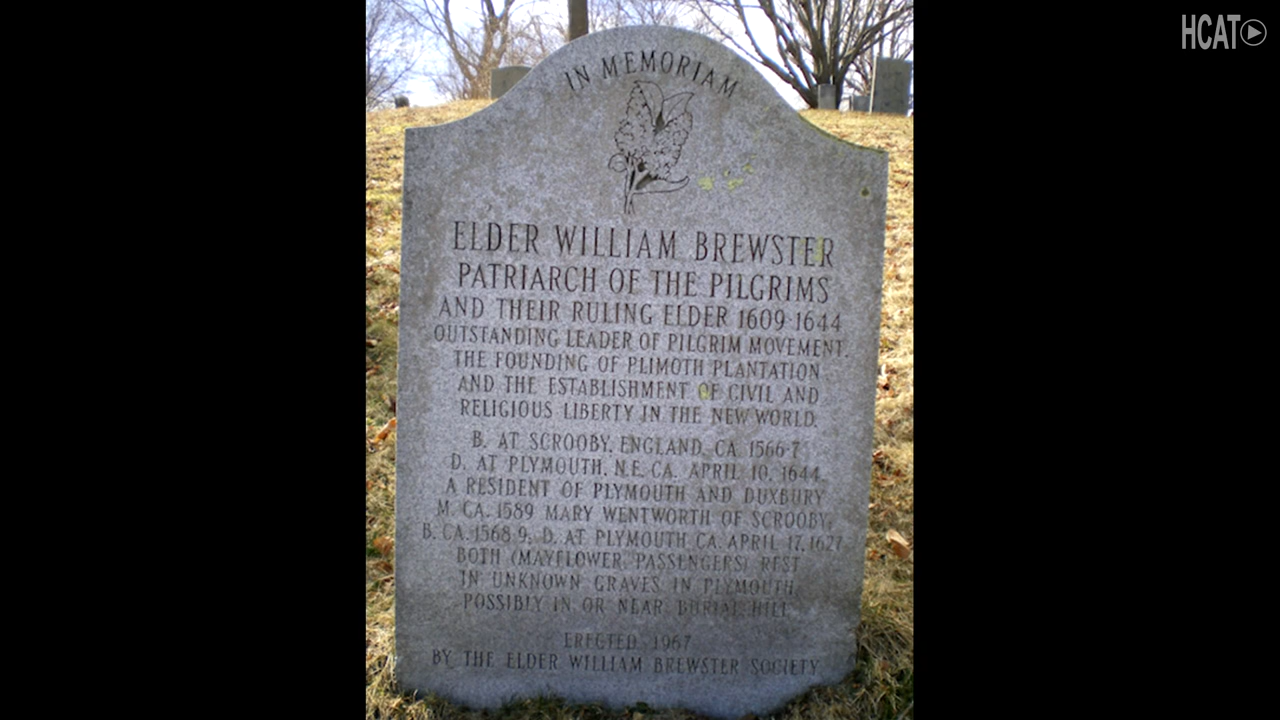 HCAT
IN MEMORIAM
ELDER WILLIAM BREWSTER
PATRIARCH OF THE PILGRIMS
AND THEIR RULING ELDER 1609-1644
OUTSTANDING LEADER OF PILGRIM MOVEMENT.
THE FOUNDING OF PLIMOTH PLANTATION
AND THE ESTABLISHMENT OF CIVIL AND
RELIGIOUS LIBERTY IN THE NEW WORLD.
B. AT SCROOBY, ENGLAND, CA. 1566-7
D. AT PLYMOUTH, N.E. CA. APRIL 10, 1644.
A RESIDENT OF PLYMOUTH AND DUXBURY
M. CA. 1589 MARY WENTWORTH OF SCROOBY;
B. CA. 1568-9; D. AT PLYMOUTH CA. APRIL 17, 1627
BOTH (MAYFLOWER PASSENGERS) REST
IN UNKNOWN GRAVES IN PLYMOUTH,
POSSIBLY IN OR NEAR BURIAL HILL
ERECTED 1967
BY THE ELDER WILLIAM BREWSTER SOCIETY